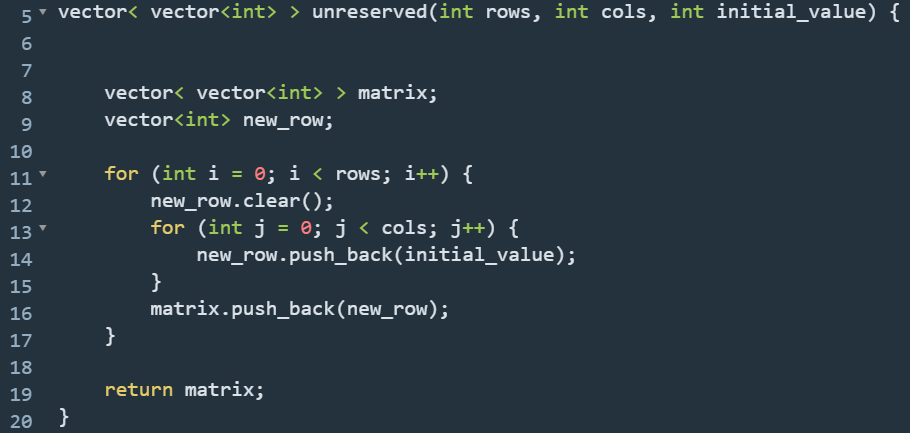 5 vector< vector<int> > unreserved(int rows, int cols, int initial_value) {
6
7
8     vector< vector<int> > matrix;
9     vector<int> new_row;
10
11     for (int i = 0; i < rows; i++) {
12         new_row.clear();
13         for (int j = 0; j < cols; j++) {
14             new_row.push_back(initial_value);
15         }
16         matrix.push_back(new_row);
17     }
18
19     return matrix;
20 }